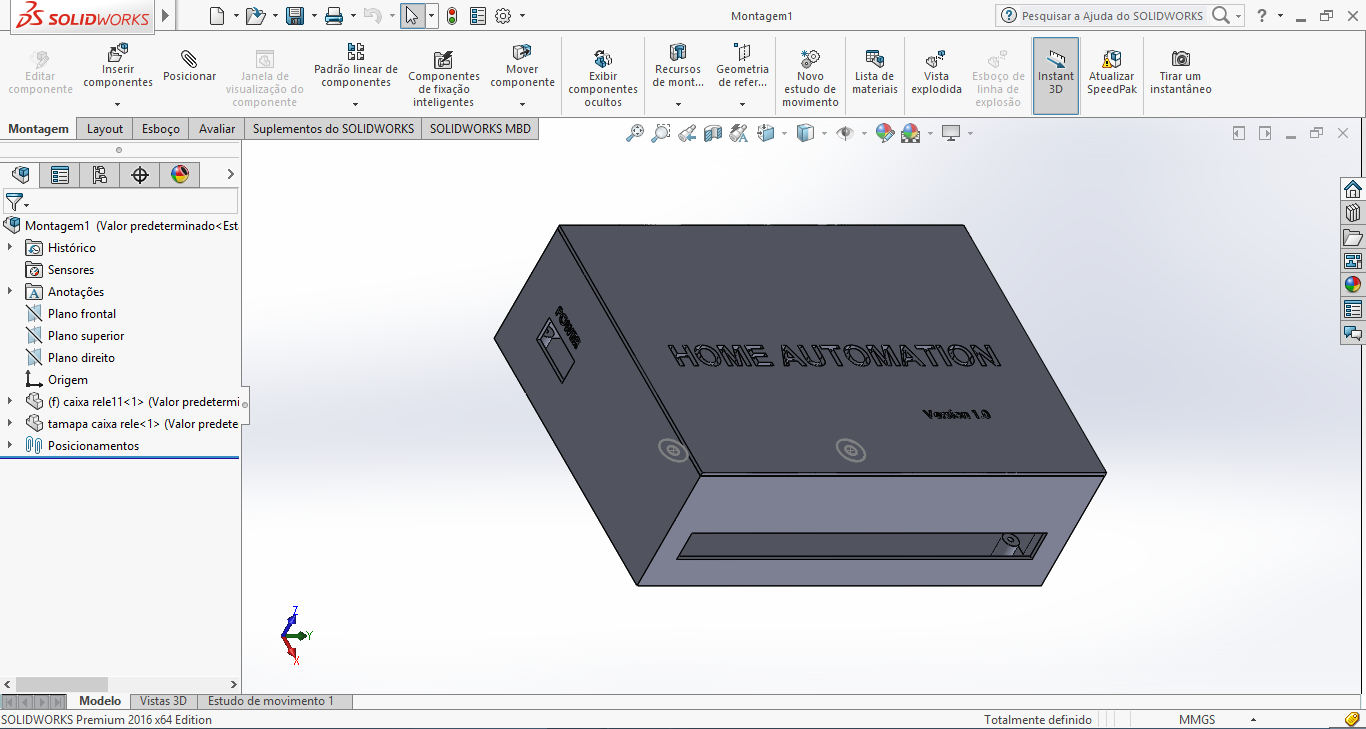 SOLIDWORKS
Montagem1
Pesquisar a Ajuda do SOLIDWORKS
?
Editar
componente
Inserir
componentes
Posicionar
Janela de
visualização do
componente
Padrão linear de
componentes
Componentes
de fixação
inteligentes
Mover
componente
Exibir
componentes
ocultos
Recursos
de mont...
Geometria
de refer...
Novo
estudo de
movimento
Lista de
materiais
Vista
explodida
Esboço de
linha de
explosão
Instant
3D
Atualizar
SpeedPak
Tirar um
instantâneo
Montagem
Layout
Esboço
Avaliar
Suplementos do SOLIDWORKS
SOLIDWORKS MBD
Montagem1 (Valor predeterminado<Est
Histórico
Sensores
Anotações
Plano frontal
Plano superior
Plano direito
Origem
(f) caixa rele11<1> (Valor predetermi
tamapa caixa rele<1> (Valor predete
Posicionamentos
POWER
HOME AUTOMATION
Version 1.0
Z
Y
X
Modelo
Vistas 3D
Estudo de movimento 1
SOLIDWORKS Premium 2016 x64 Edition
Totalmente definido
MMGS